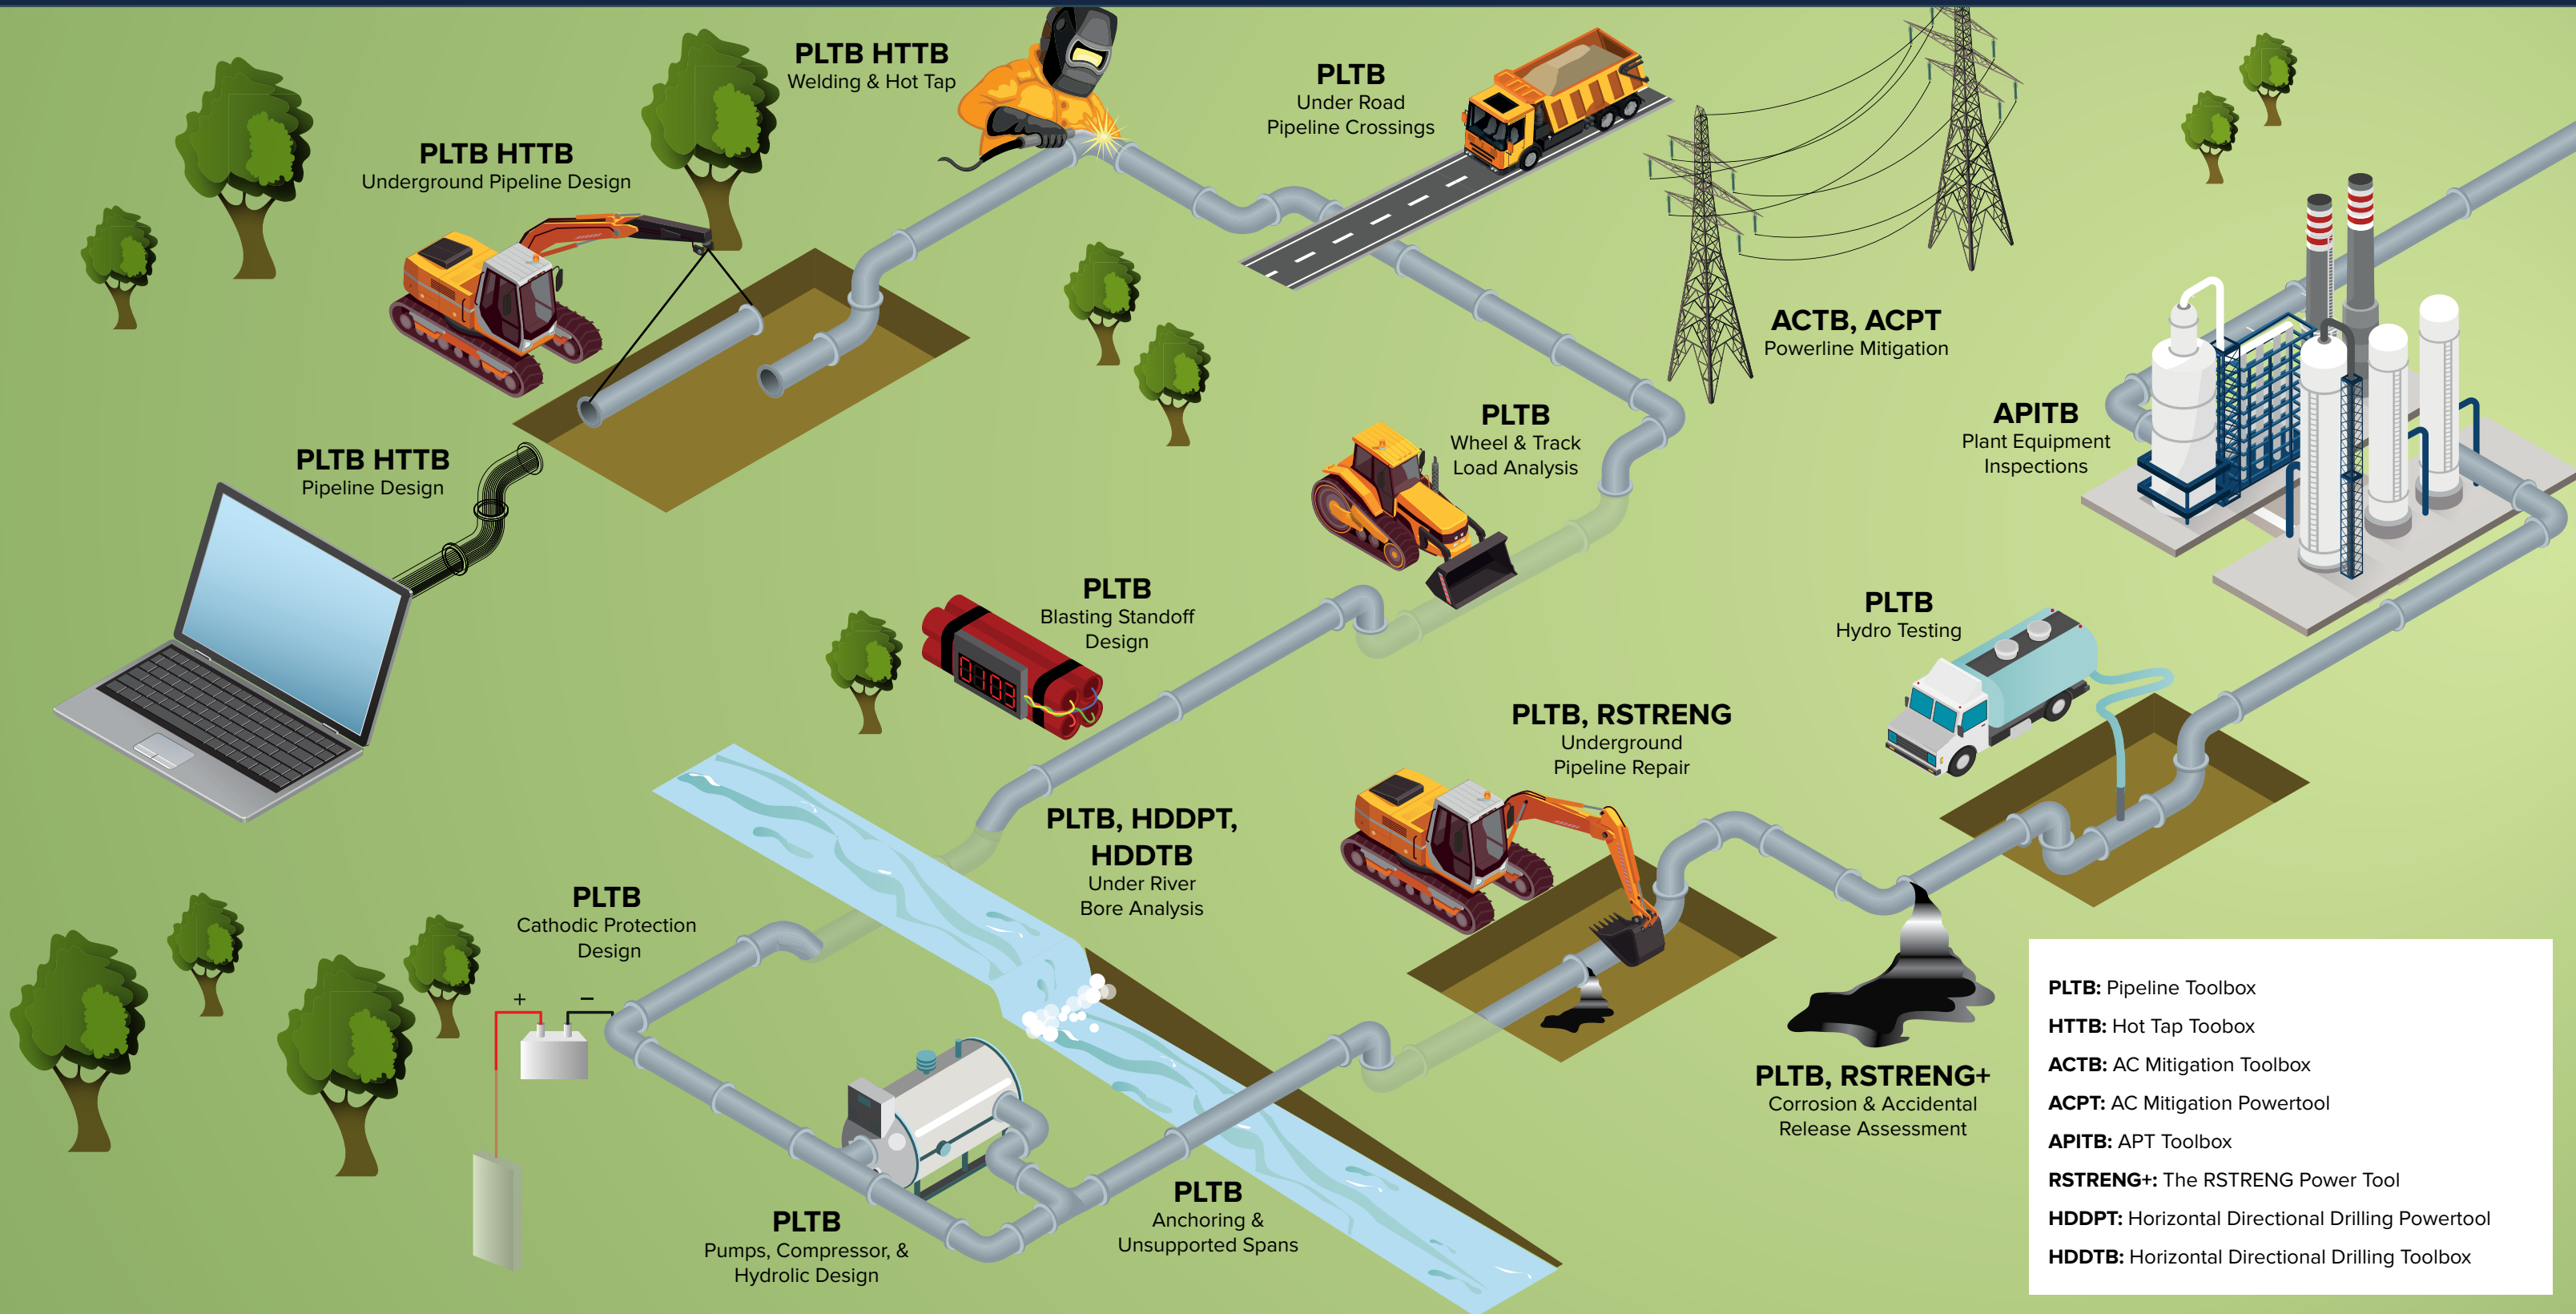 PLTB HTTB
Welding & Hot Tap
PLTB
Under Road
Pipeline Crossings
PLTB HTTB
Underground Pipeline Design
ACTB, ACPT
Powerline Mitigation
PLTB
Wheel & Track
Load Analysis
APITB
Plant Equipment
Inspections
PLTB HTTB
Pipeline Design
PLTB
Blasting Standoff
Design
0103
PLTB
Hydro Testing
PLTB, RSTRENG
Underground
Pipeline Repair
PLTB, HDDPT,
HDDTB
Under River
Bore Analysis
PLTB
Cathodic Protection
Design
+ −
PLTB, RSTRENG+
Corrosion & Accidental
Release Assessment
PLTB
Anchoring &
Unsupported Spans
PLTB
Pumps, Compressor, &
Hydrolic Design
PLTB: Pipeline Toolbox
HTTB: Hot Tap Toobox
ACTB: AC Mitigation Toolbox
ACPT: AC Mitigation Powertool
APITB: APT Toolbox
RSTRENG+: The RSTRENG Power Tool
HDDPT: Horizontal Directional Drilling Powertool
HDDTB: Horizontal Directional Drilling Toolbox